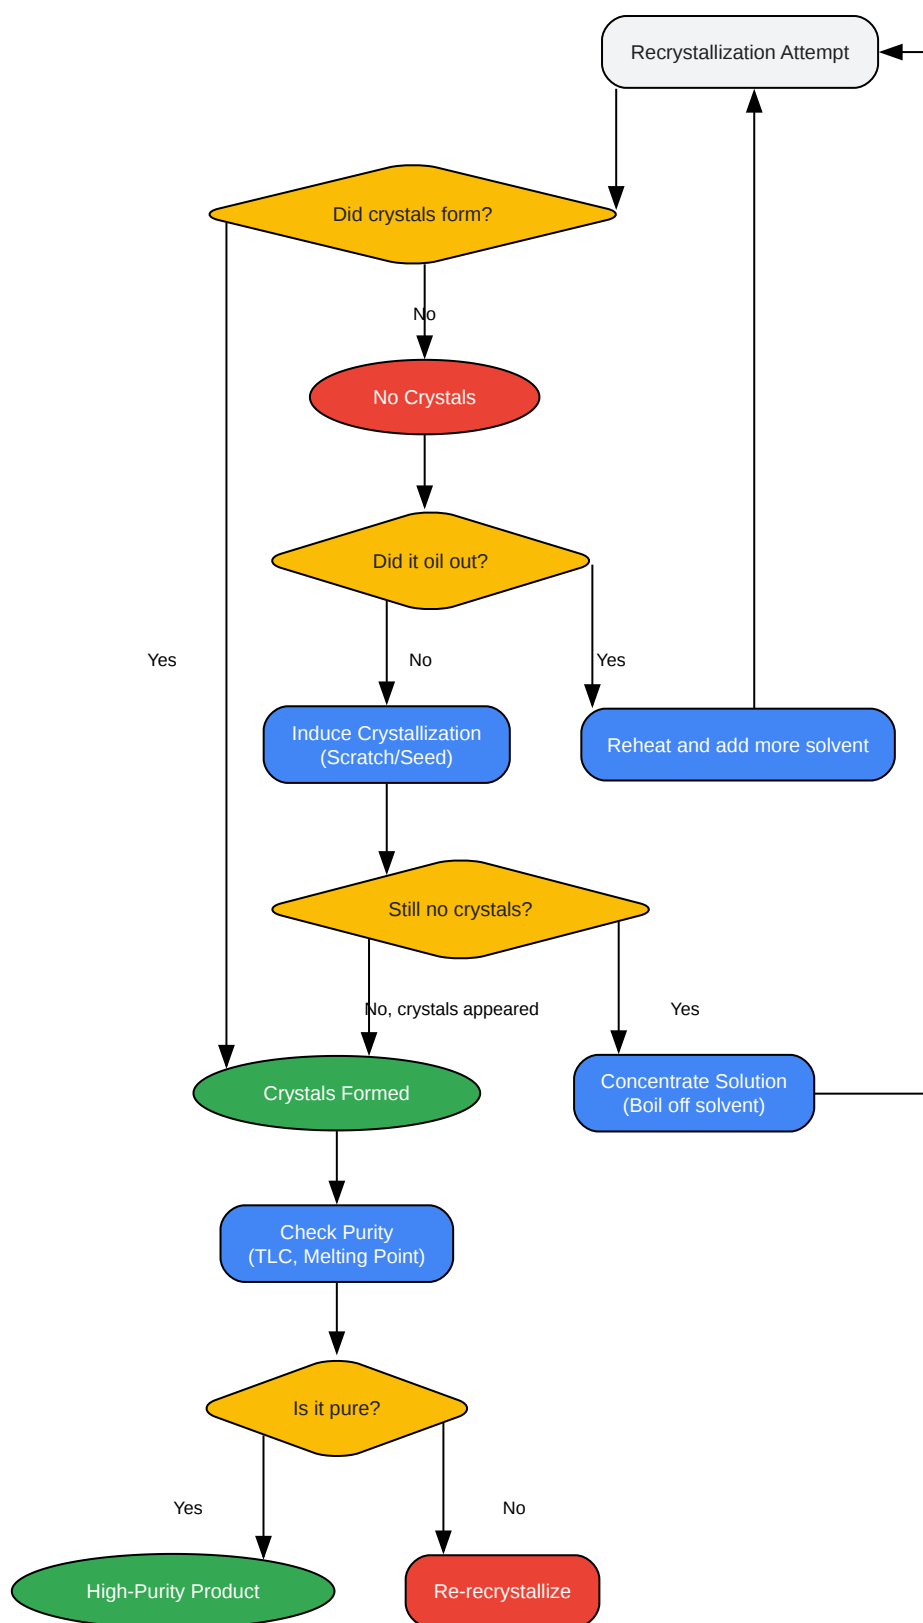 Recrystallization Attempt
Did crystals form?
No
No Crystals
Did it oil out?
Yes
No
Yes
Induce Crystallization
(Scratch/Seed)
Reheat and add more solvent
Still no crystals?
No, crystals appeared
Yes
Crystals Formed
Concentrate Solution
(Boil off solvent)
Check Purity
(TLC, Melting Point)
Is it pure?
Yes
No
High-Purity Product
Re-recrystallize